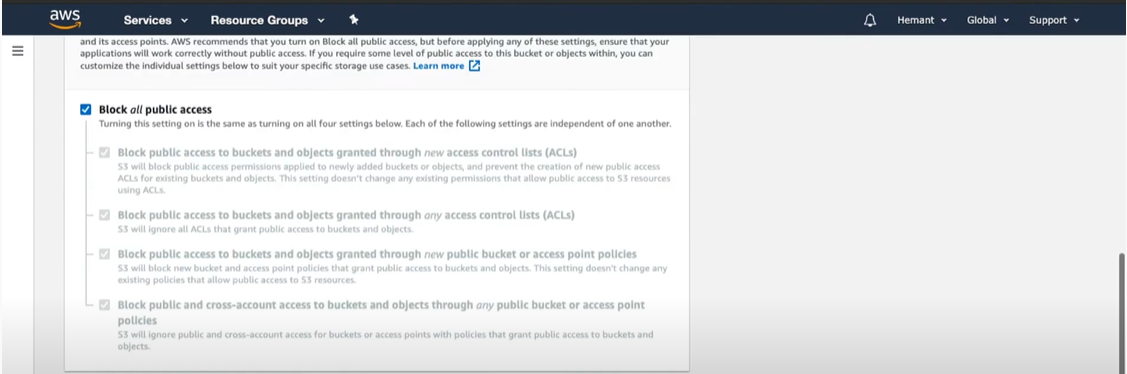 aws Services Resource Groups Hemant Global Support
and its access points. AWS recommends that you turn on Block all public access, but before applying any of these settings, ensure that your
applications will work correctly without public access. If you require some level of public access to this bucket or objects within, you can
customize the individual settings below to suit your specific storage use cases. Learn more
Block all public access
Turning this setting on is the same as turning on all four settings below. Each of the following settings are independent of one another.
Block public access to buckets and objects granted through new access control lists (ACLs)
S3 will block public access permissions applied to newly added buckets or objects, and prevent the creation of new public access
ACLs for existing buckets and objects. This setting doesn't change any existing permissions that allow public access to S3 resources
using ACLs.
Block public access to buckets and objects granted through any access control lists (ACLs)
S3 will ignore all ACLs that grant public access to buckets and objects.
Block public access to buckets and objects granted through new public bucket or access point policies
S3 will block new bucket and access point policies that grant public access to buckets and objects. This setting doesn't change any
existing policies that allow public access to S3 resources.
Block public and cross-account access to buckets and objects through any public bucket or access point
policies
S3 will ignore public and cross-account access for buckets or access points with policies that grant public access to buckets and
objects.